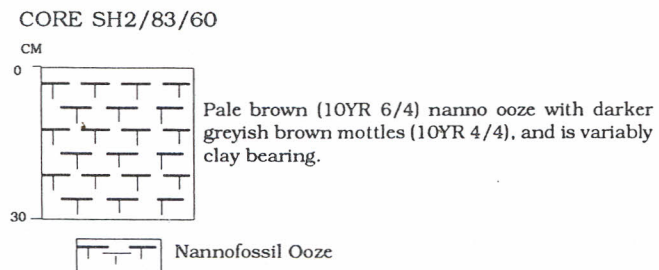 CORE SH2/83/60
CM
0
Pale brown (10YR 6/4) nanno ooze with darker
greyish brown mottles (10YR 4/4), and is variably
clay bearing.
30
Nannofossil Ooze